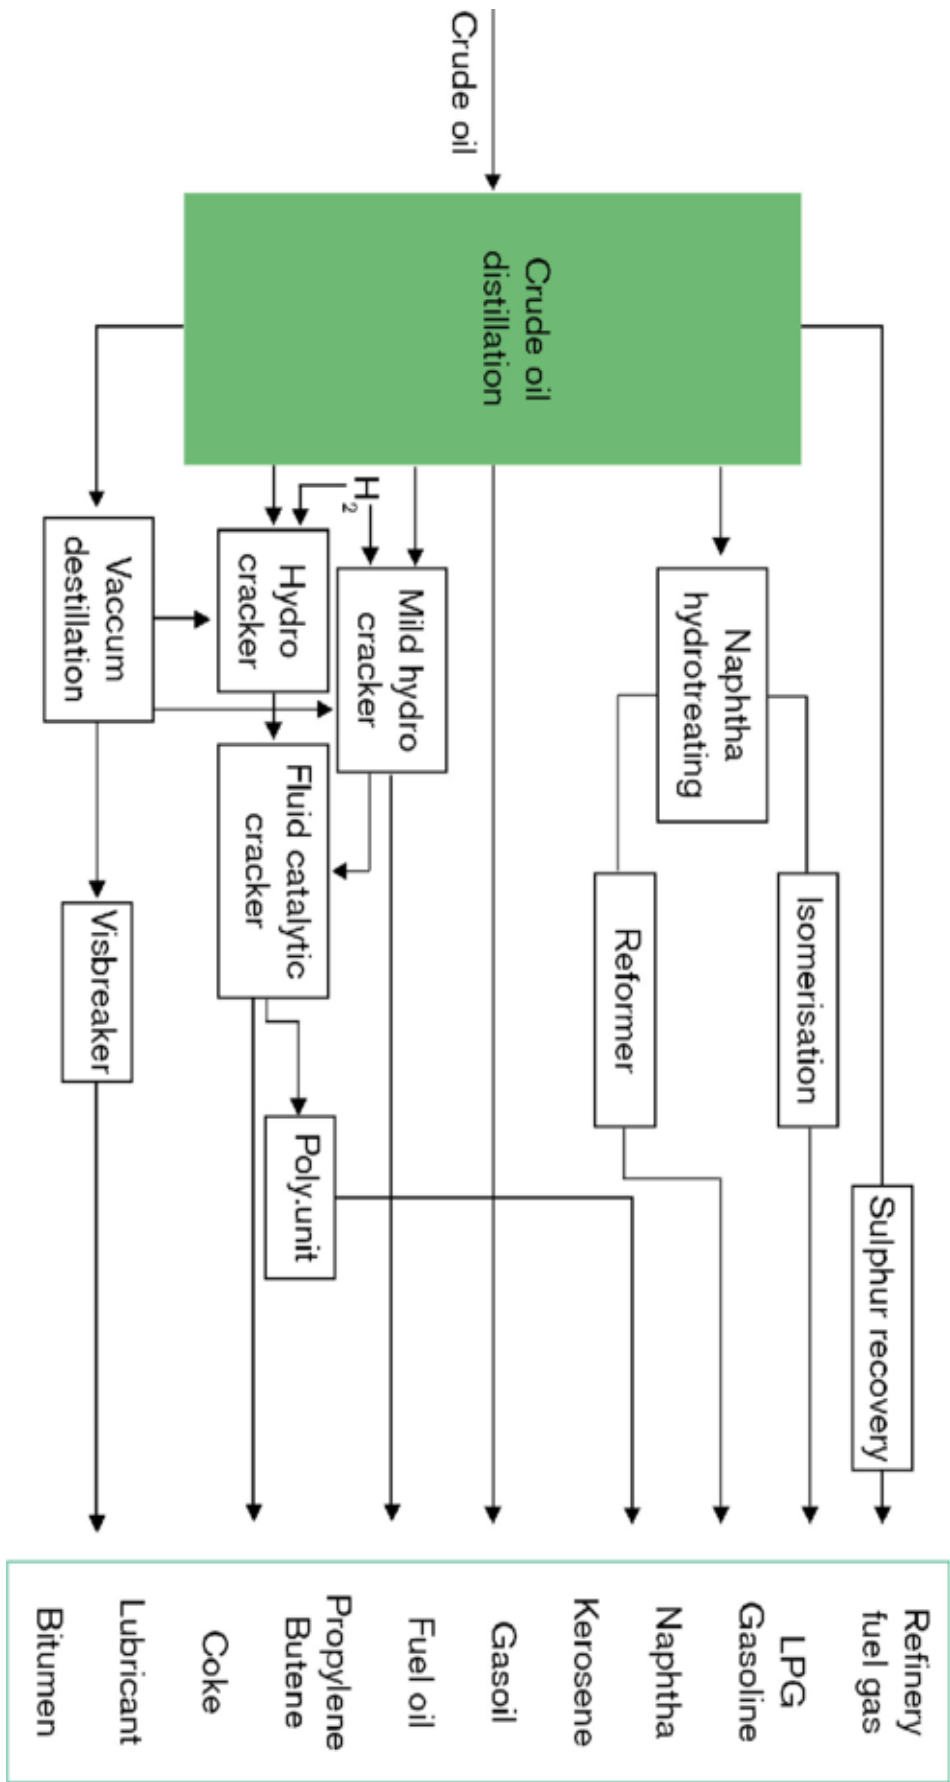 Crude oil
Crude oil
distillation
Sulphur recovery
Isomerisation
Naphtha
hydrotreating
Reformer
H2
Mild hydro
cracker
Hydro
cracker
Fluid catalytic
cracker
Poly.unit
Vaccum
destillation
Visbreaker
Refinery
fuel gas
LPG
Gasoline
Naphtha
Kerosene
Gasoil
Fuel oil
Propylene
Butene
Coke
Lubricant
Bitumen